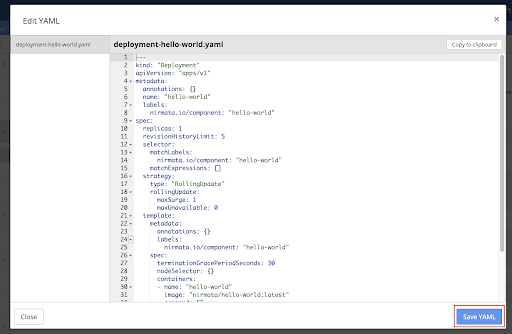 Edit YAML
×
deployment-hello-world.yaml
deployment-hello-world.yaml
Copy to clipboard
1 ---
2 kind: "Deployment"
3 apiVersion: "apps/v1"
4 metadata:
5 annotations: {}
6 name: "hello-world"
7 labels:
8 nirmata.io/component: "hello-world"
9 spec:
10 replicas: 1
11 revisionHistoryLimit: 5
12 selector:
13 matchLabels:
14 nirmata.io/component: "hello-world"
15 matchExpressions: []
16 strategy:
17 type: "RollingUpdate"
18 rollingUpdate:
19 maxSurge: 1
20 maxUnavailable: 0
21 template:
22 metadata:
23 annotations: {}
24 labels:
25 nirmata.io/component: "hello-world"
26 spec:
27 terminationGracePeriodSeconds: 30
28 nodeSelector: {}
29 containers:
30 - name: "hello-world"
31 image: "nirmata/hello-world:latest"
Close
Save YAML